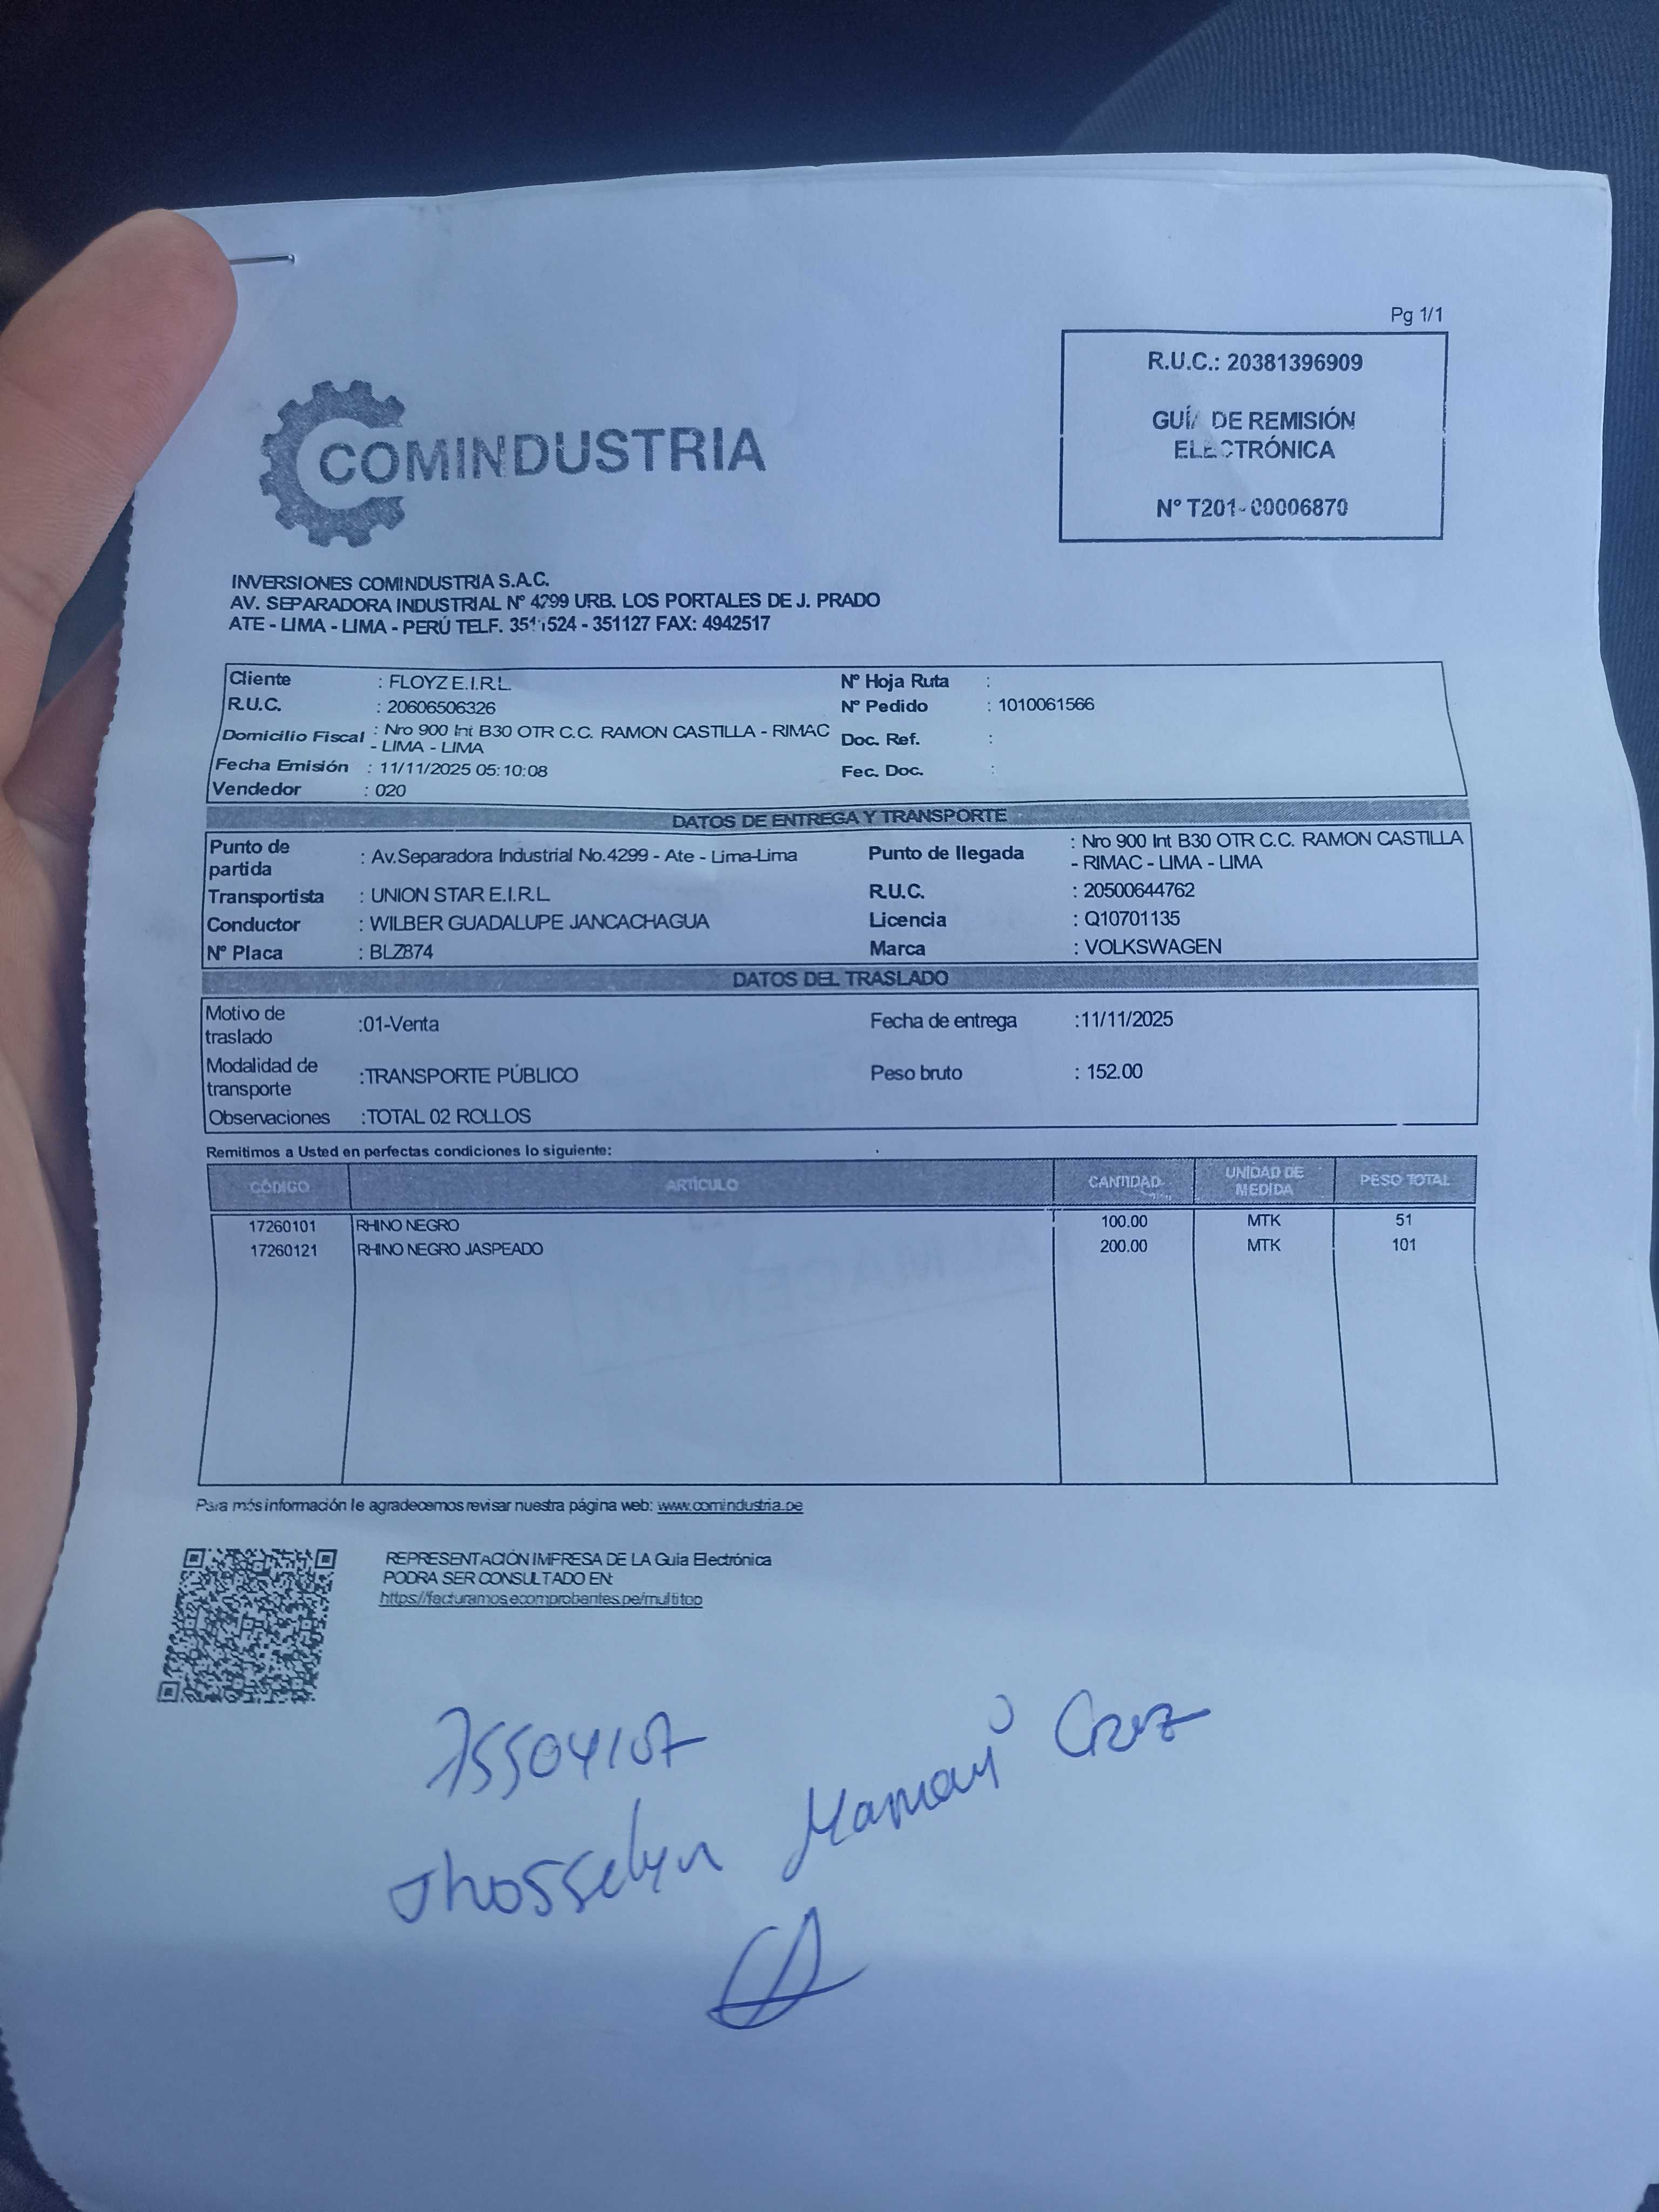 Pg 1/1
R.U.C.: 20381396909
GUÍA DE REMISIÓN
ELECTRÓNICA
Nº T201-00006870
COMINDUSTRIA
INVERSIONES COMINDUSTRIA S.A.C.
AV. SEPARADORA INDUSTRIAL Nº 4299 URB. LOS PORTALES DE J. PRADO
ATE - LIMA - LIMA - PERÚ TELF. - 351127 FAX: 4942517
Cliente : FLOYZ E.I.R.L. Nº Hoja Ruta :
R.U.C. : 20606506326 Nº Pedido : 1010061566
Domicilio Fiscal : Nro 900 Int B30 OTR C.C. RAMON CASTILLA - RIMAC Doc. Ref. :
- LIMA - LIMA
Fecha Emisión : 11/11/2025 05:10:08 Fec. Doc. :
Vendedor : 020
DATOS DE ENTREGA Y TRANSPORTE
Punto de partida : Av.Separadora Industrial No.4299 - Ate - Lima-Lima Punto de llegada : Nro 900 Int B30 OTR C.C. RAMON CASTILLA
- RIMAC - LIMA - LIMA
Transportista : UNION STAR E.I.R.L R.U.C. : 20500644762
Conductor : WILBER GUADALUPE JANCACHAGUA Licencia : Q10701135
Nº Placa : BLZ874 Marca : VOLKSWAGEN
DATOS DEL TRASLADO
Motivo de traslado :01-Venta Fecha de entrega :11/11/2025
Modalidad de transporte :TRANSPORTE PÚBLICO Peso bruto : 152.00
Observaciones :TOTAL 02 ROLLOS
Remitimos a Usted en perfectas condiciones lo siguiente:
CÓDIGO ARTÍCULO CANTIDAD UNIDAD DE MEDIDA PESO TOTAL
17260101 RHINO NEGRO 100.00 MTK 51
17260121 RHINO NEGRO JASPEADO 200.00 MTK 101
Para más información le agradecemos revisar nuestra página web: www.comindustria.pe
REPRESENTACIÓN IMPRESA DE LA Guia Electrónica
PODRA SER CONSULTADO EN:
https://facturamos.ecomprobantes.pe/multitop
75504107
Jhosselyn Mamani Cruz